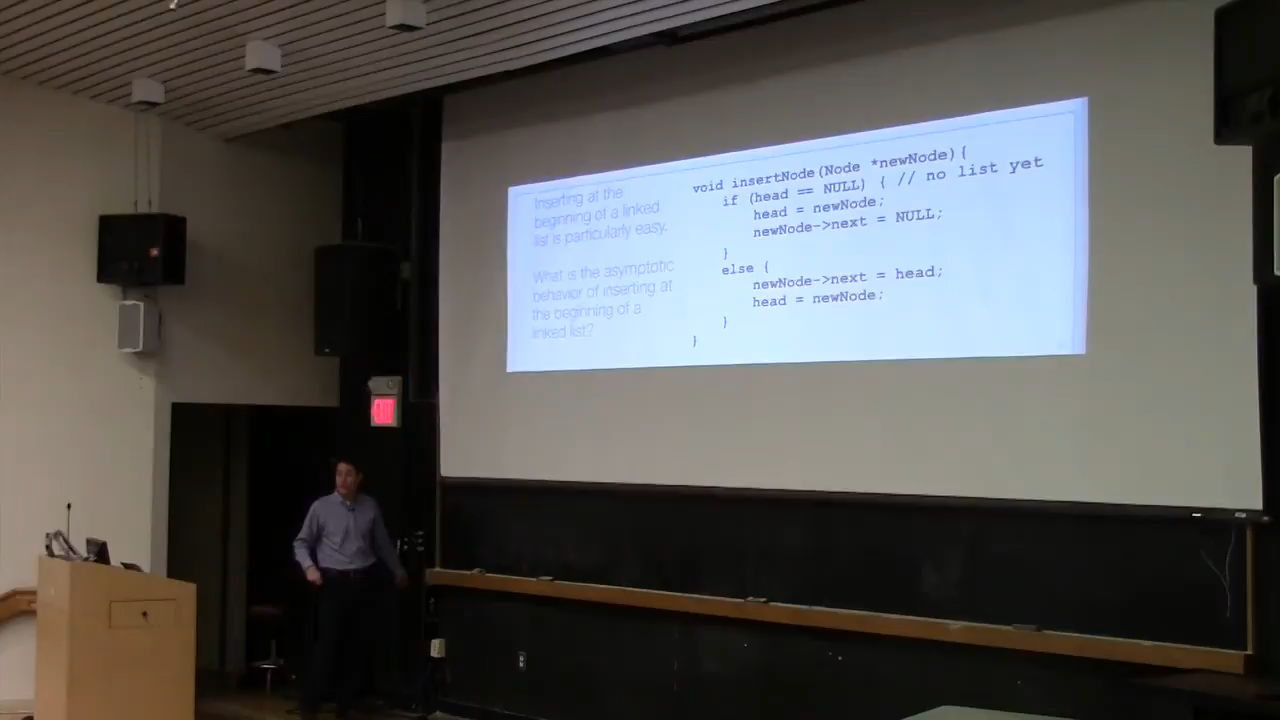 Inserting at the
beginning of a linked
list is particularly easy.
What is the asymptotic
behavior of inserting at
the beginning of a
linked list?
void insertNode(Node *newNode){
if (head == NULL) { // no list yet
head = newNode;
newNode->next = NULL;
}
else {
newNode->next = head;
head = newNode;
}
}
EXIT